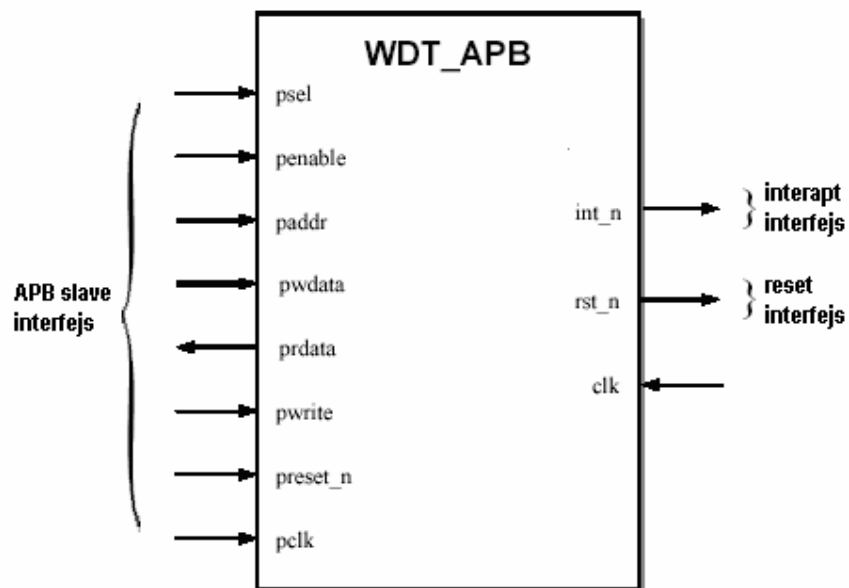 WDT_APB
psel
penable
paddr
pwdata
prdata
pwrite
preset_n
pclk
APB slave
interfejs
int_n
rst_n
clk
interapt
interfejs
reset
interfejs